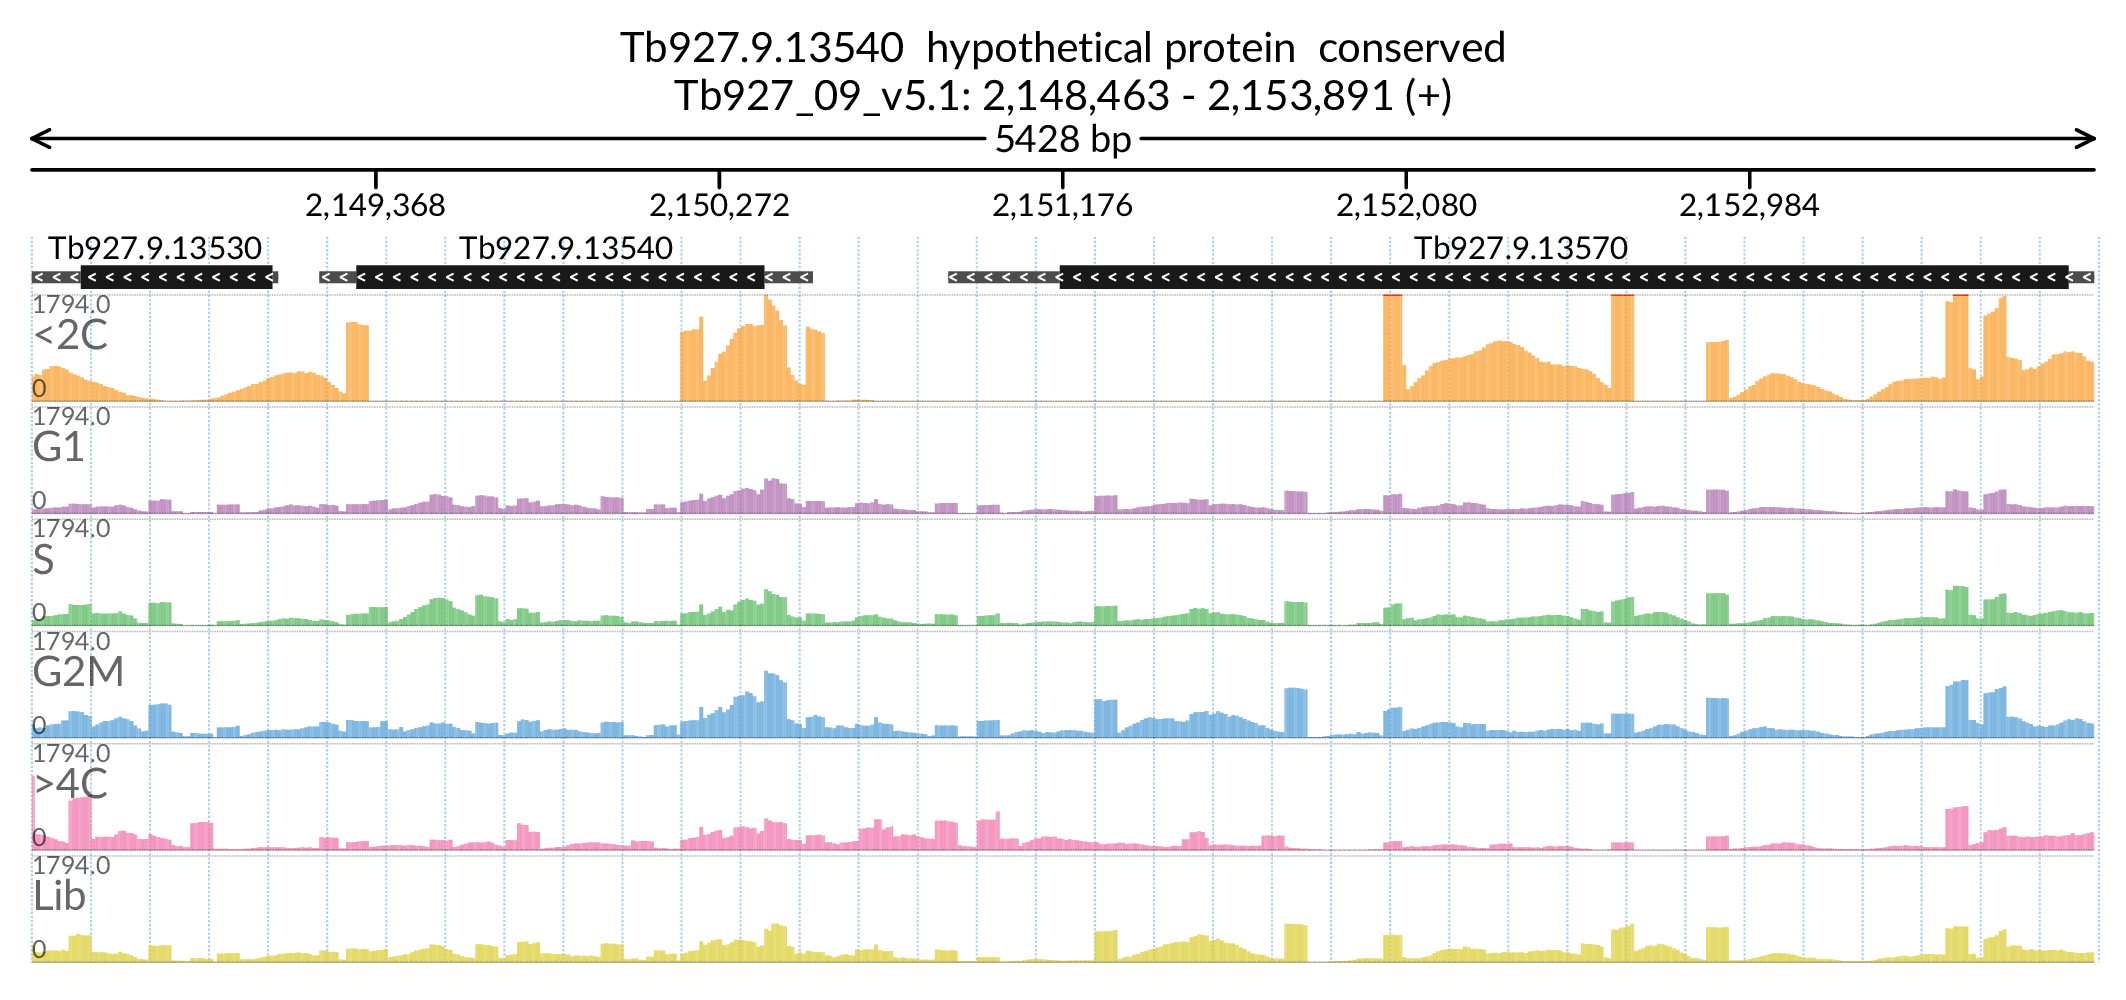 Tb927.9.13540 hypothetical protein conserved
Tb927_09_v5.1: 2,148,463 - 2,153,891 (+)
5428 bp
2,149,368 2,150,272 2,151,176 2,152,080 2,152,984
Tb927.9.13530 Tb927.9.13540 Tb927.9.13570
1794.0
<2C
0
1794.0
G1
0
1794.0
S
0
1794.0
G2M
0
1794.0
>4C
0
1794.0
Lib
0